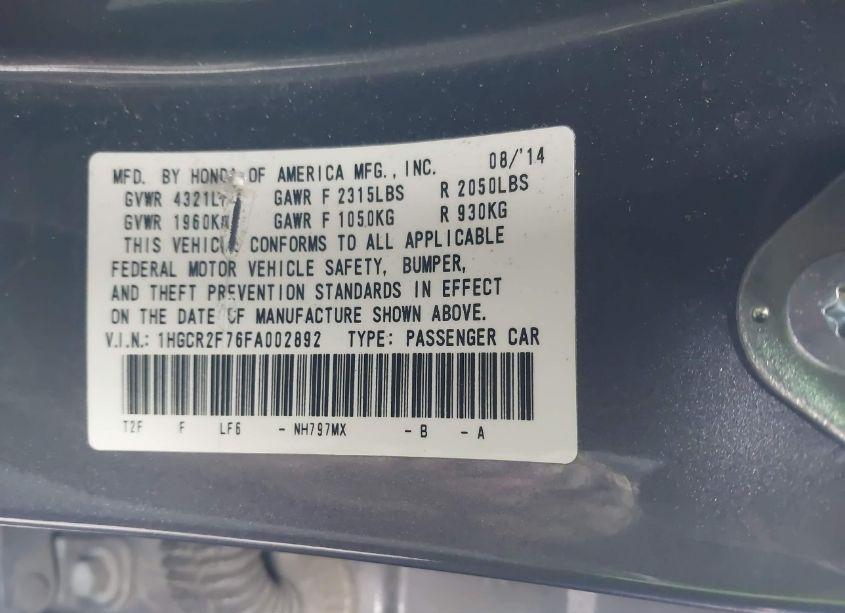 MFD. BY HONDA OF AMERICA MFG., INC. 08/'14
GVWR 4321L GAWR F 2315LBS R 2050LBS
GVWR 1960K GAWR F 1050KG R 930KG
THIS VEHICLE CONFORMS TO ALL APPLICABLE
FEDERAL MOTOR VEHICLE SAFETY, BUMPER,
AND THEFT PREVENTION STANDARDS IN EFFECT
ON THE DATE OF MANUFACTURE SHOWN ABOVE.
V.I.N.: 1HGCR2F76FA002892 TYPE: PASSENGER CAR
T2F F LF6 - NH797MX - B - A